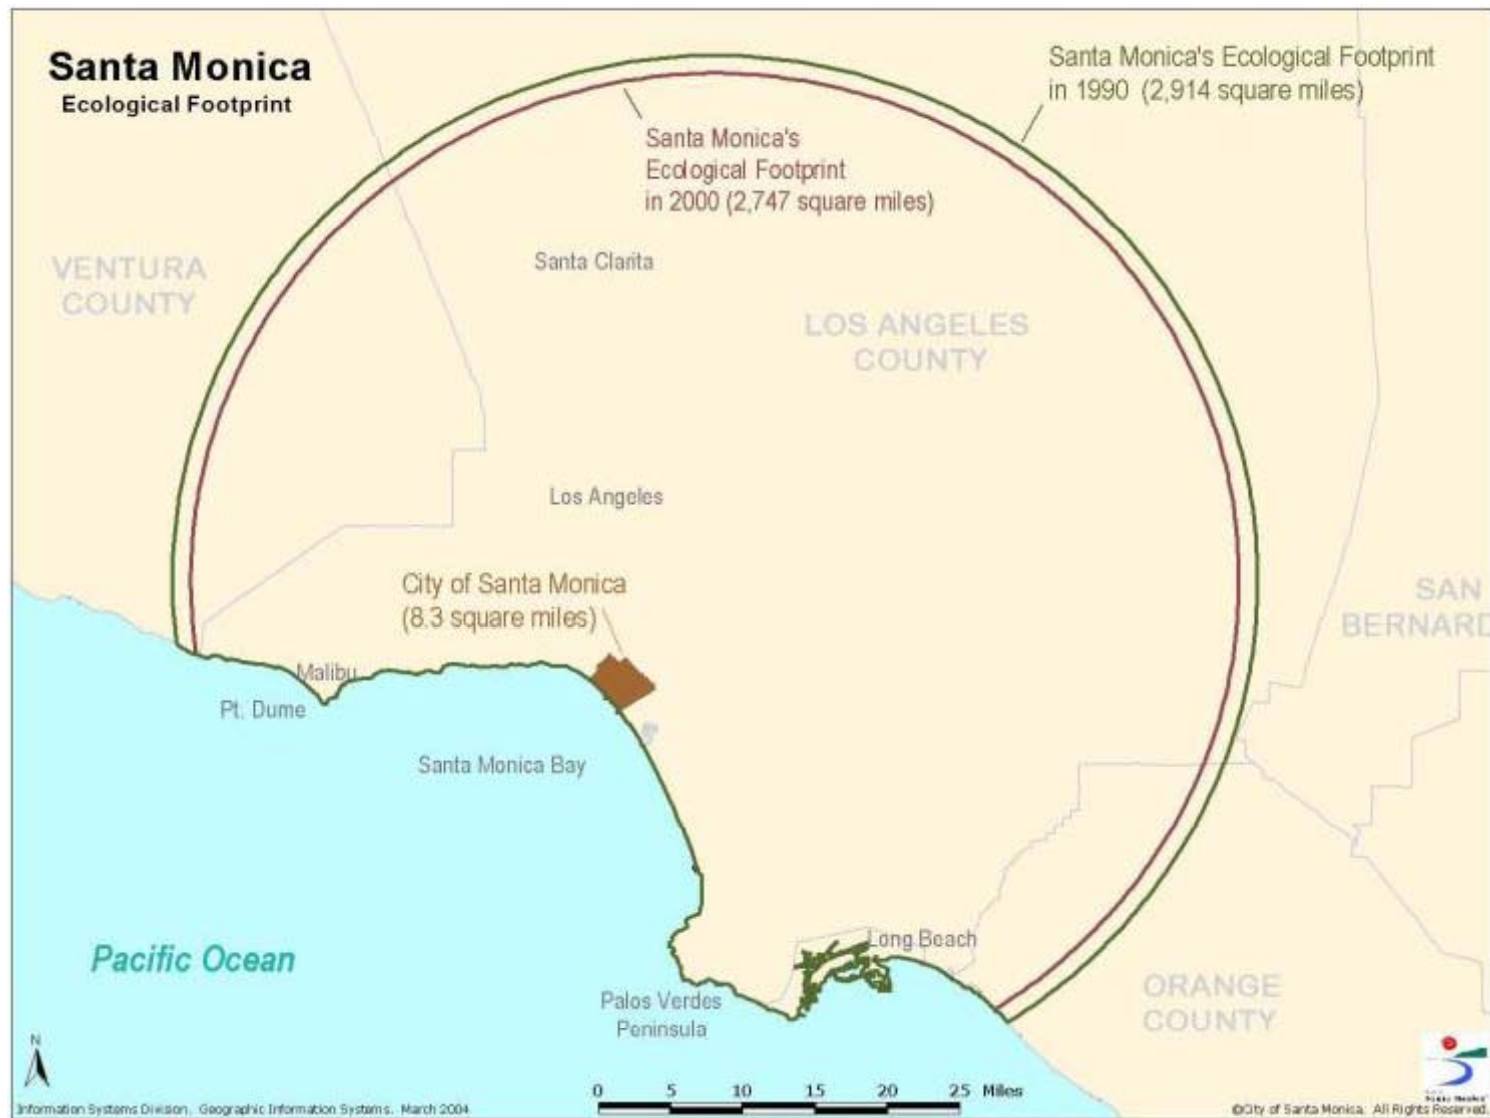 Santa Monica
Ecological Footprint
Santa Monica's Ecological Footprint
in 1990 (2,914 square miles)
Santa Monica's
Ecological Footprint
in 2000 (2,747 square miles)
VENTURA
COUNTY
Santa Clarita
LOS ANGELES
COUNTY
Los Angeles
City of Santa Monica
(8.3 square miles)
SAN
BERNARD
Malibu
Pt. Dume
Santa Monica Bay
Pacific Ocean
Long Beach
Palos Verdes
Peninsula
ORANGE
COUNTY
N
0 5 10 15 20 25 Miles
Information Systems Division, Geographic Information Systems, March 2004
©City of Santa Monica. All Rights Reserved